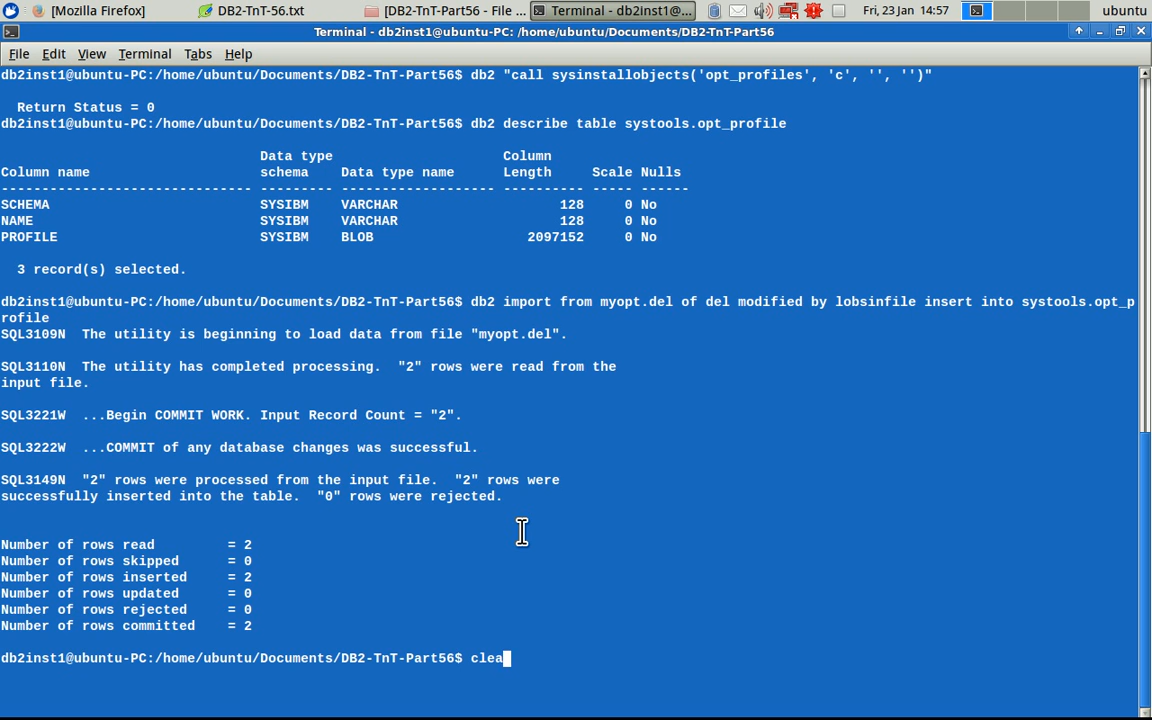 [Mozilla Firefox] DB2-TnT-56.txt [DB2-TnT-Part56 - File ... Terminal - db2inst1@... Fri, 23 Jan 14:57 ubuntu
Terminal - db2inst1@ubuntu-PC: /home/ubuntu/Documents/DB2-TnT-Part56
File Edit View Terminal Tabs Help
db2inst1@ubuntu-PC:/home/ubuntu/Documents/DB2-TnT-Part56$ db2 "call sysinstallobjects('opt_profiles', 'c', '', '')"
Return Status = 0
db2inst1@ubuntu-PC:/home/ubuntu/Documents/DB2-TnT-Part56$ db2 describe table systools.opt_profile
Data type Column
Column name schema Data type name Length Scale Nulls
------------------------------- --------- ------------------- ---------- ----- ------
SCHEMA SYSIBM VARCHAR 128 0 No
NAME SYSIBM VARCHAR 128 0 No
PROFILE SYSIBM BLOB 2097152 0 No
3 record(s) selected.
db2inst1@ubuntu-PC:/home/ubuntu/Documents/DB2-TnT-Part56$ db2 import from myopt.del of del modified by lobsinfile insert into systools.opt_p
rofile
SQL3109N The utility is beginning to load data from file "myopt.del".
SQL3110N The utility has completed processing. "2" rows were read from the
input file.
SQL3221W ...Begin COMMIT WORK. Input Record Count = "2".
SQL3222W ...COMMIT of any database changes was successful.
SQL3149N "2" rows were processed from the input file. "2" rows were
successfully inserted into the table. "0" rows were rejected.
Number of rows read = 2
Number of rows skipped = 0
Number of rows inserted = 2
Number of rows updated = 0
Number of rows rejected = 0
Number of rows committed = 2
db2inst1@ubuntu-PC:/home/ubuntu/Documents/DB2-TnT-Part56$ clea